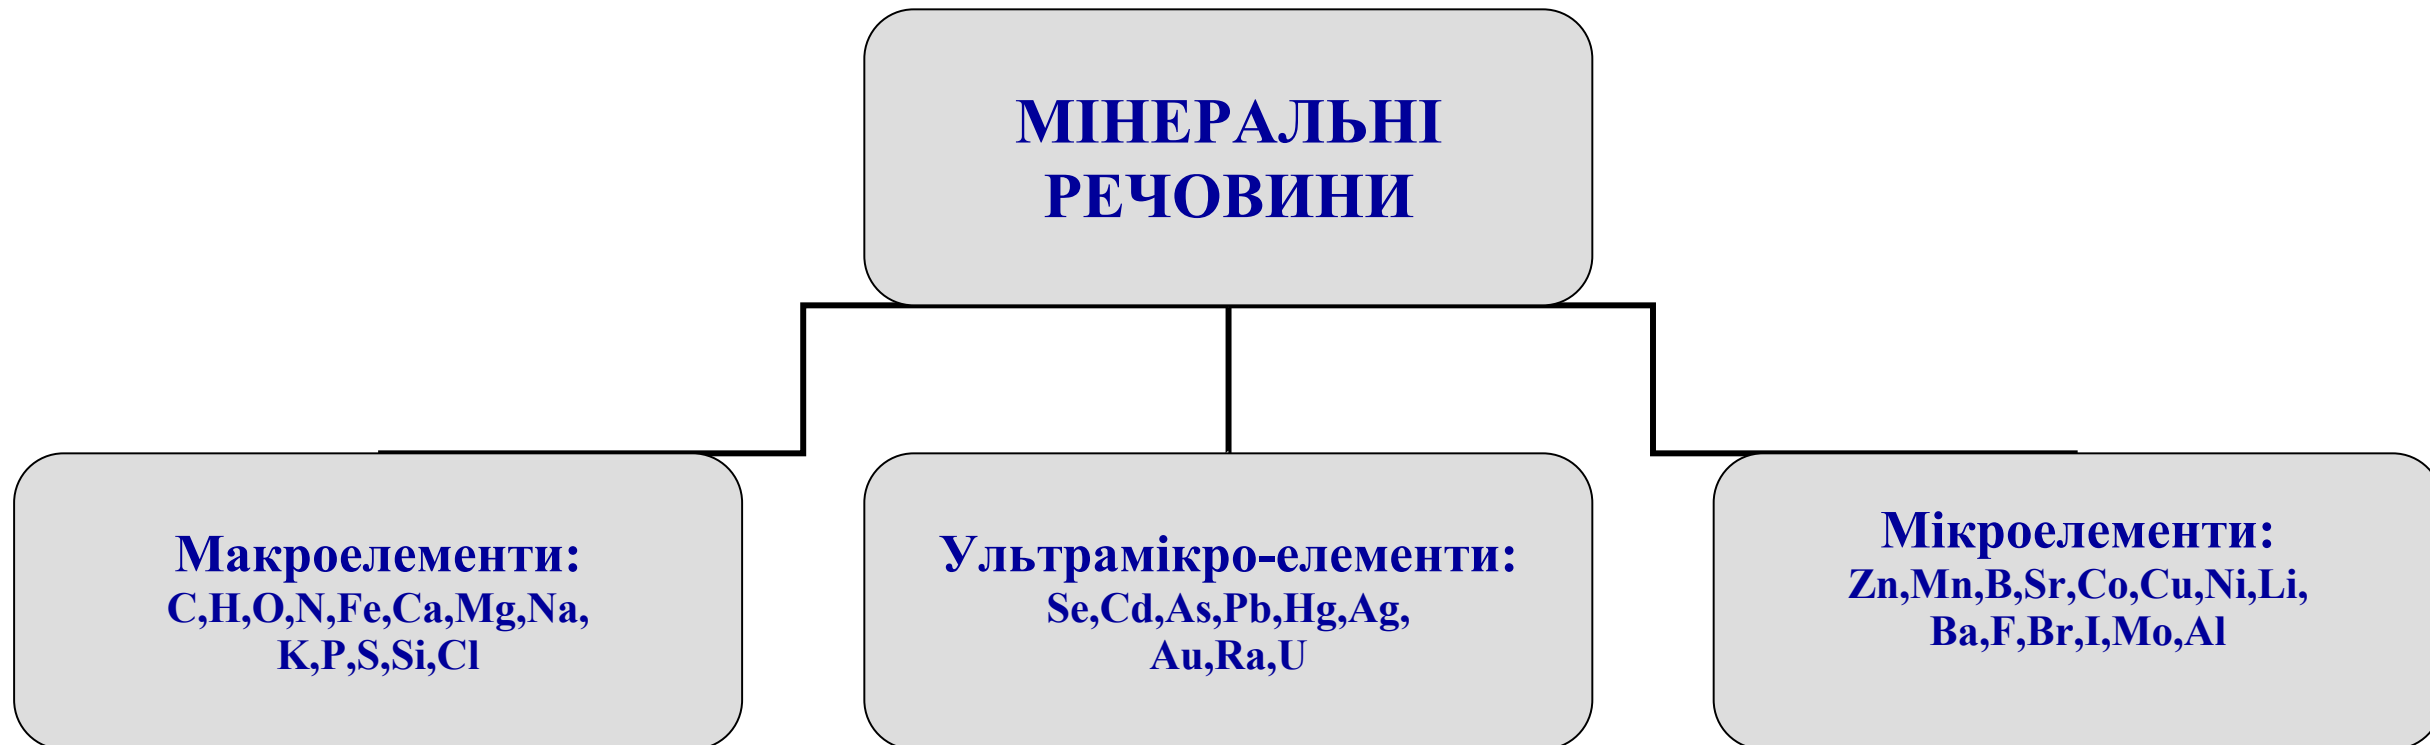 МІНЕРАЛЬНІ
РЕЧОВИНИ
Макроелементи:
C,H,O,N,Fe,Ca,Mg,Na,
K,P,S,Si,Cl
Ультрамікро-елементи:
Se,Cd,As,Pb,Hg,Ag,
Au,Ra,U
Мікроелементи:
Zn,Mn,B,Sr,Co,Cu,Ni,Li,
Ba,F,Br,I,Mo,Al